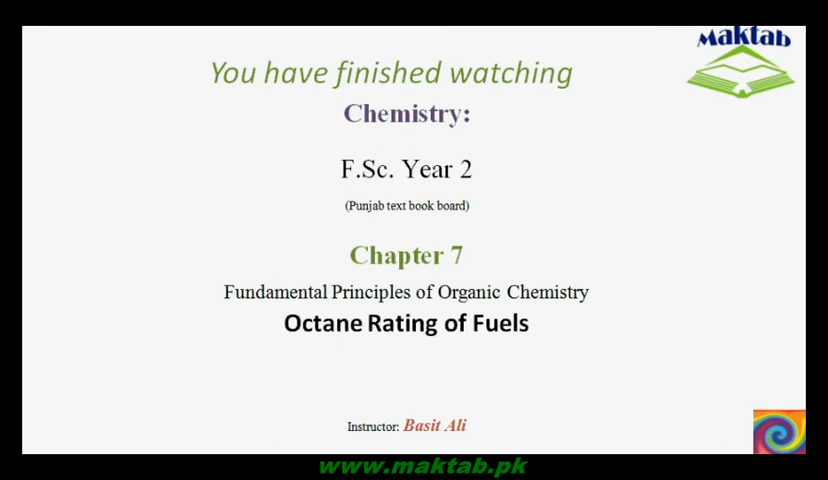 Maktab
You have finished watching
Chemistry:
F.Sc. Year 2
(Punjab text book board)
Chapter 7
Fundamental Principles of Organic Chemistry
Octane Rating of Fuels
Instructor: Basit Ali
www.maktab.pk